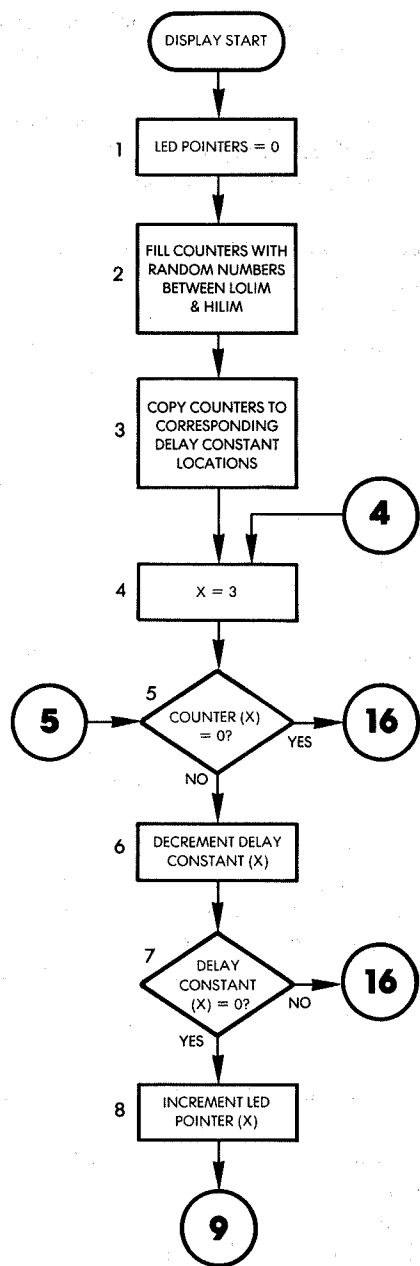 DISPLAY START
1
LED POINTERS = 0
2
FILL COUNTERS WITH
RANDOM NUMBERS
BETWEEN LOLIM
& HILIM
3
COPY COUNTERS TO
CORRESPONDING
DELAY CONSTANT
LOCATIONS
4
4
X = 3
5
5
COUNTER (X)
= 0?
YES
16
NO
6
DECREMENT DELAY
CONSTANT (X)
7
DELAY
CONSTANT
(X) = 0?
NO
16
YES
8
INCREMENT LED
POINTER (X)
9